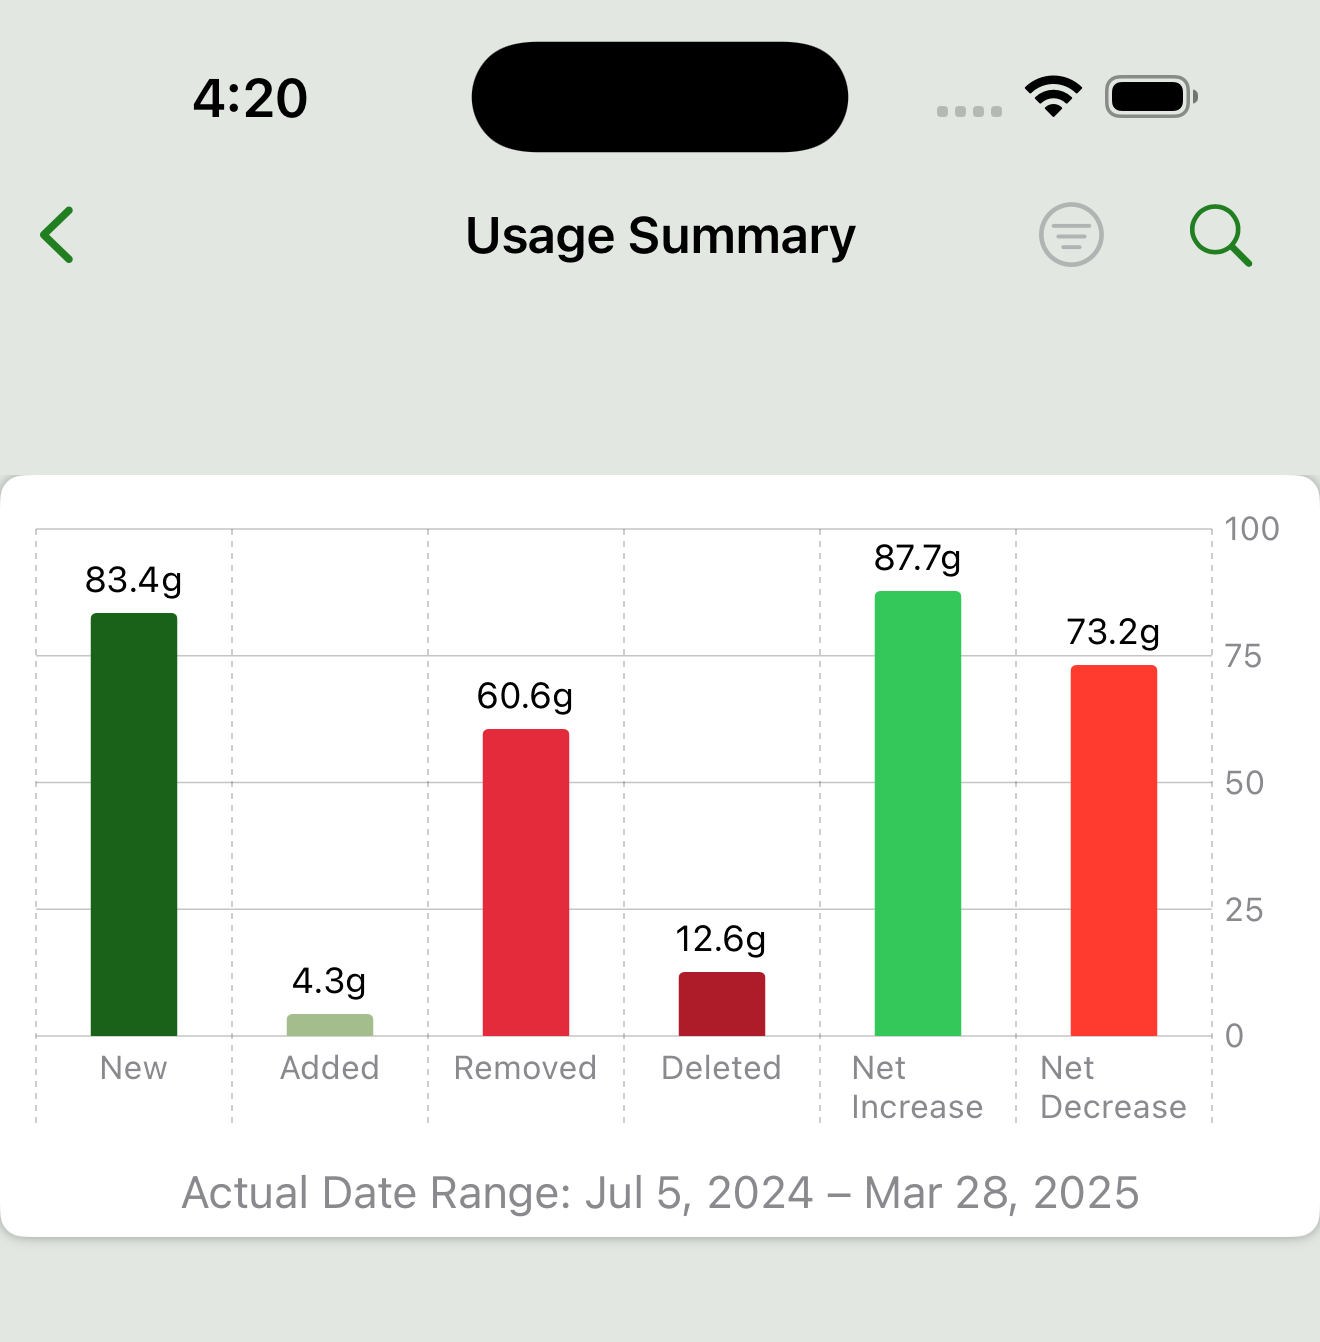 4:20
Usage Summary
100
83.4g
87.7g
73.2g
75
60.6g
50
25
12.6g
4.3g
0
New
Added
Removed
Deleted
Net
Increase
Net
Decrease
Actual Date Range: Jul 5, 2024 – Mar 28, 2025